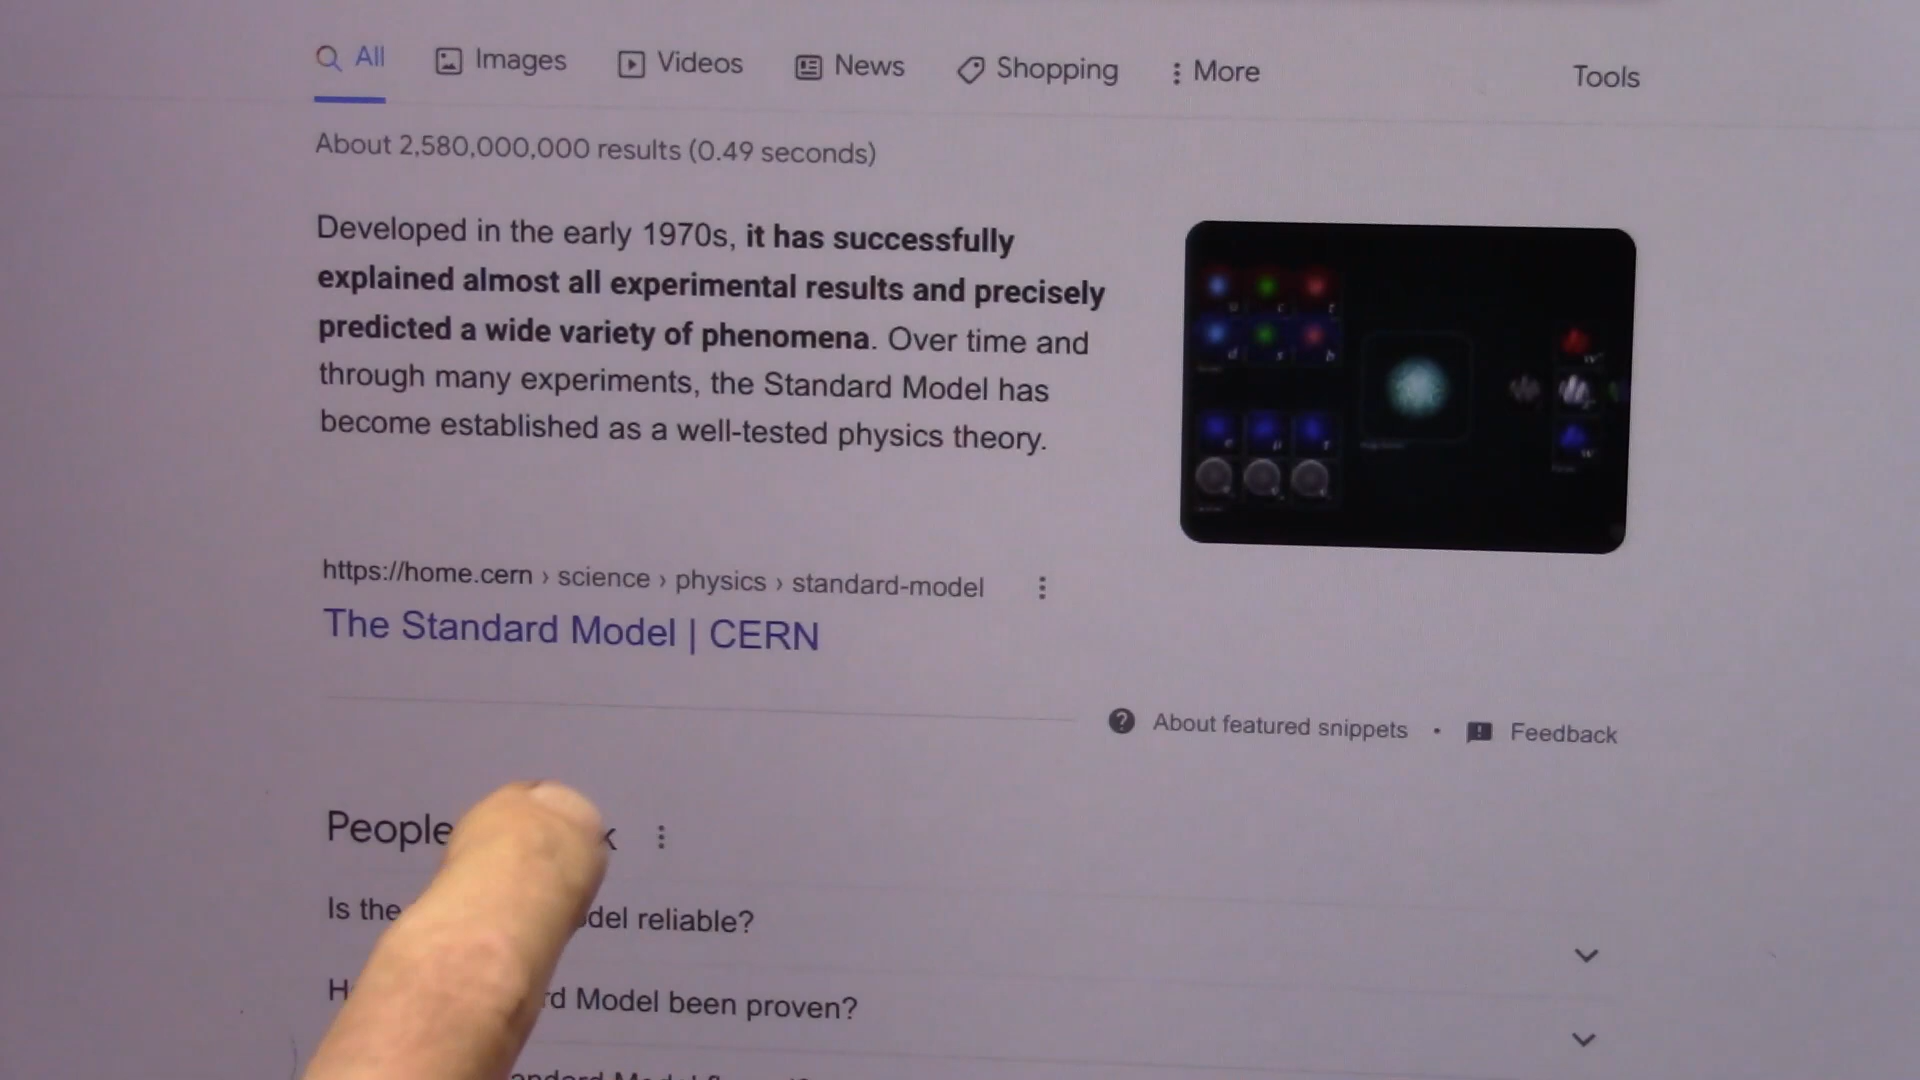 All Images Videos News Shopping More Tools
About 2,580,000,000 results (0.49 seconds)
Developed in the early 1970s, it has successfully
explained almost all experimental results and precisely
predicted a wide variety of phenomena. Over time and
through many experiments, the Standard Model has
become established as a well-tested physics theory.
https://home.cern › science › physics › standard-model
The Standard Model | CERN
About featured snippets • Feedback
People
Is the reliable?
Model been proven?